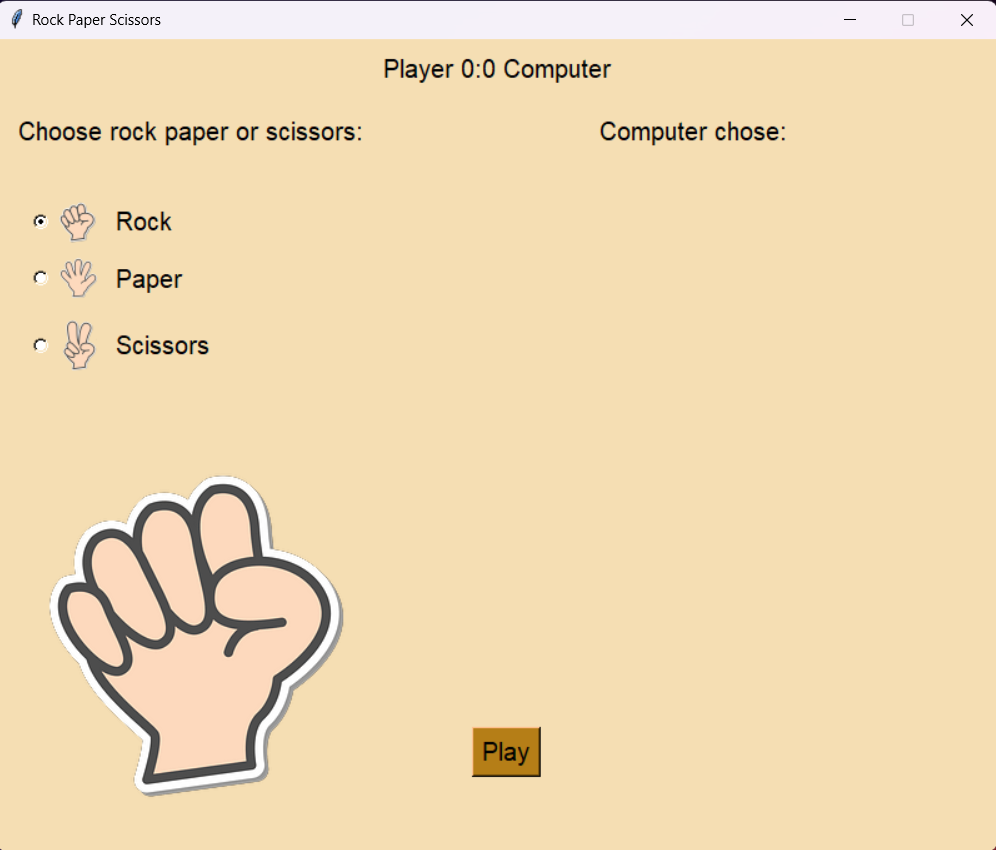 Rock Paper Scissors
Player 0:0 Computer
Choose rock paper or scissors:
Computer chose:
Rock
Paper
Scissors
Play